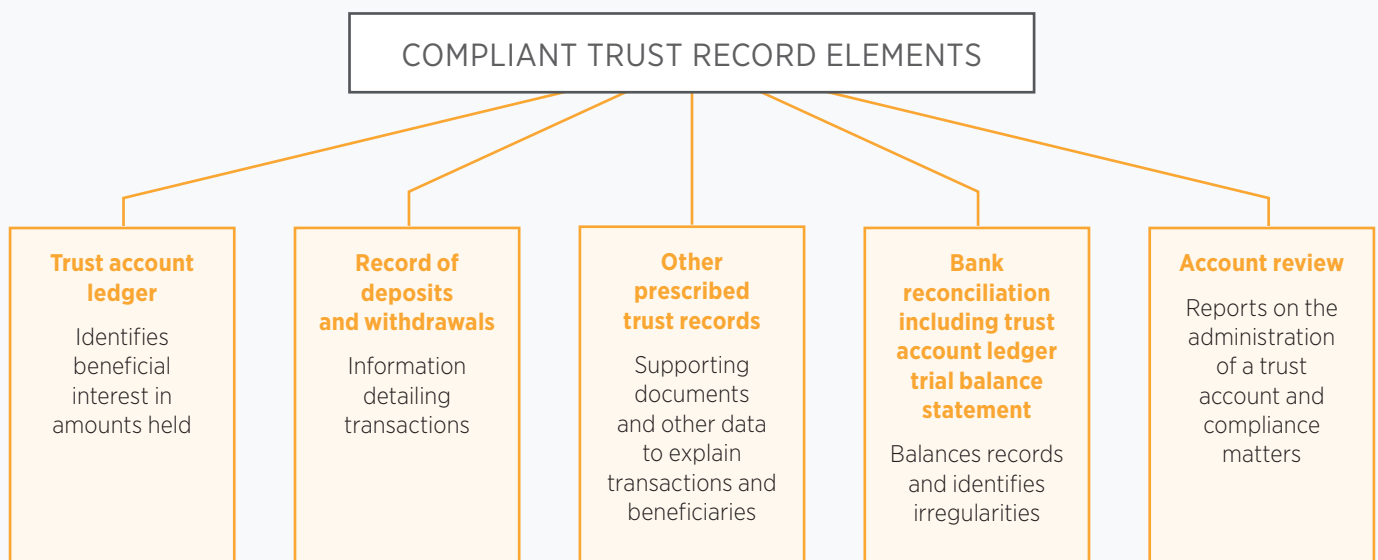 COMPLIANT TRUST RECORD ELEMENTS
Trust account
ledger
Identifies
beneficial
interest in
amounts held
Record of
deposits
and withdrawals
Information
detailing
transactions
Other
prescribed
trust records
Supporting
documents
and other data
to explain
transactions and
beneficiaries
Bank
reconciliation
including trust
account ledger
trial balance
statement
Balances records
and identifies
irregularities
Account review
Reports on the
administration
of a trust
account and
compliance
matters